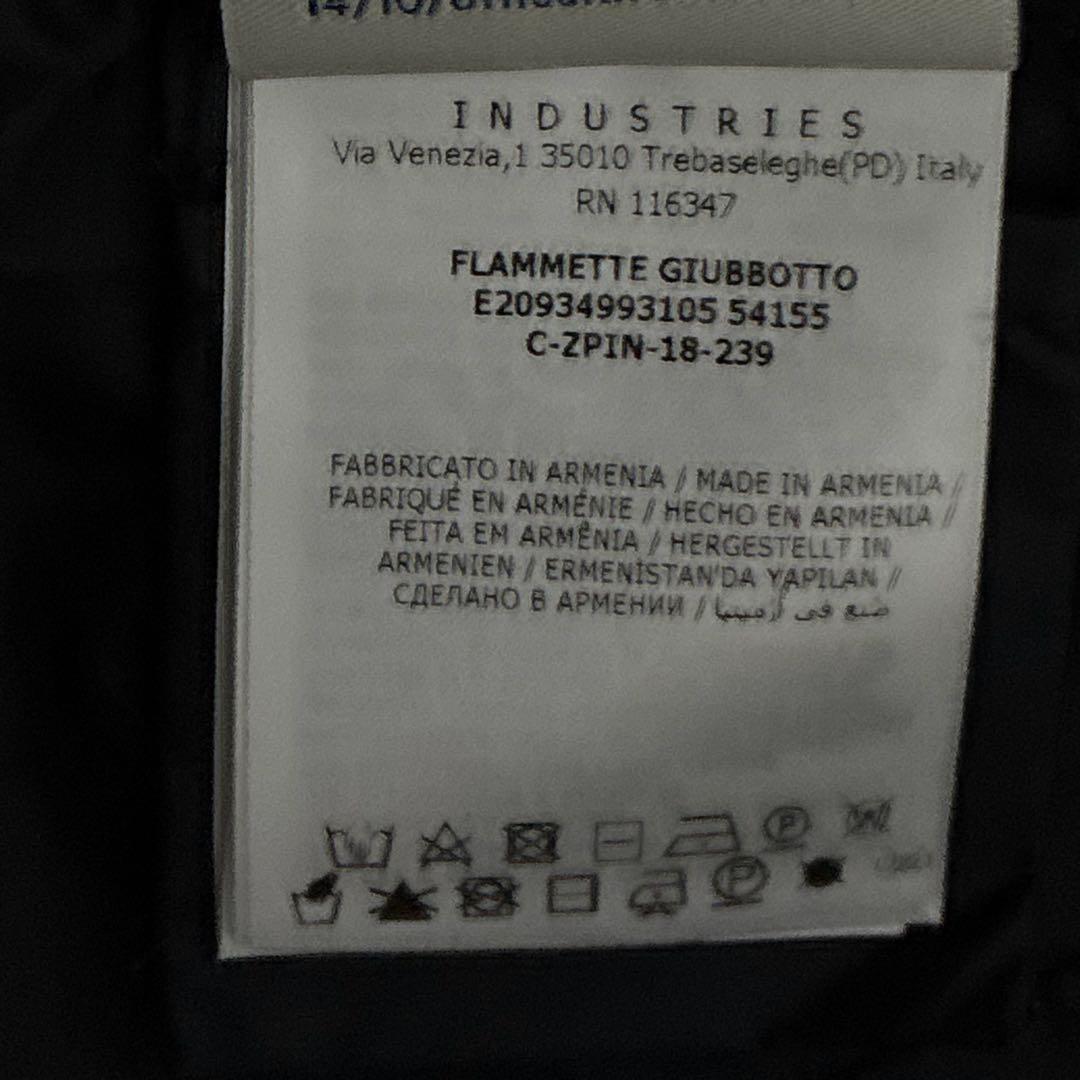 INDUSTRIES
Via Venezia,1 35010 Trebaseleghe(PD) Italy
RN 116347
FLAMMETTE GIUBBOTTO
E20934993105 54155
C-ZPIN-18-239
FABBRICATO IN ARMENIA / MADE IN ARMENIA /
FABRIQUÉ EN ARMÉNIE / HECHO EN ARMENIA /
FEITA EM ARMÊNIA / HERGESTELLT IN
ARMENIEN / ERMENİSTAN'DA YAPILAN /
СДЕЛАНО В АРМЕНИИ / صنع في أرمينيا
P
P